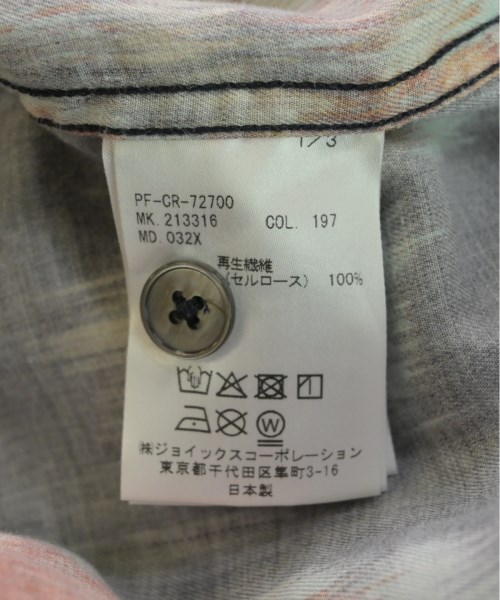 1/3
PF-CR-72700
MK. 213316 COL. 197
MD. 032X
再生繊維
(セルロース) 100%
W
㈱ジョイックスコーポレーション
東京都千代田区隼町3-16
日本製